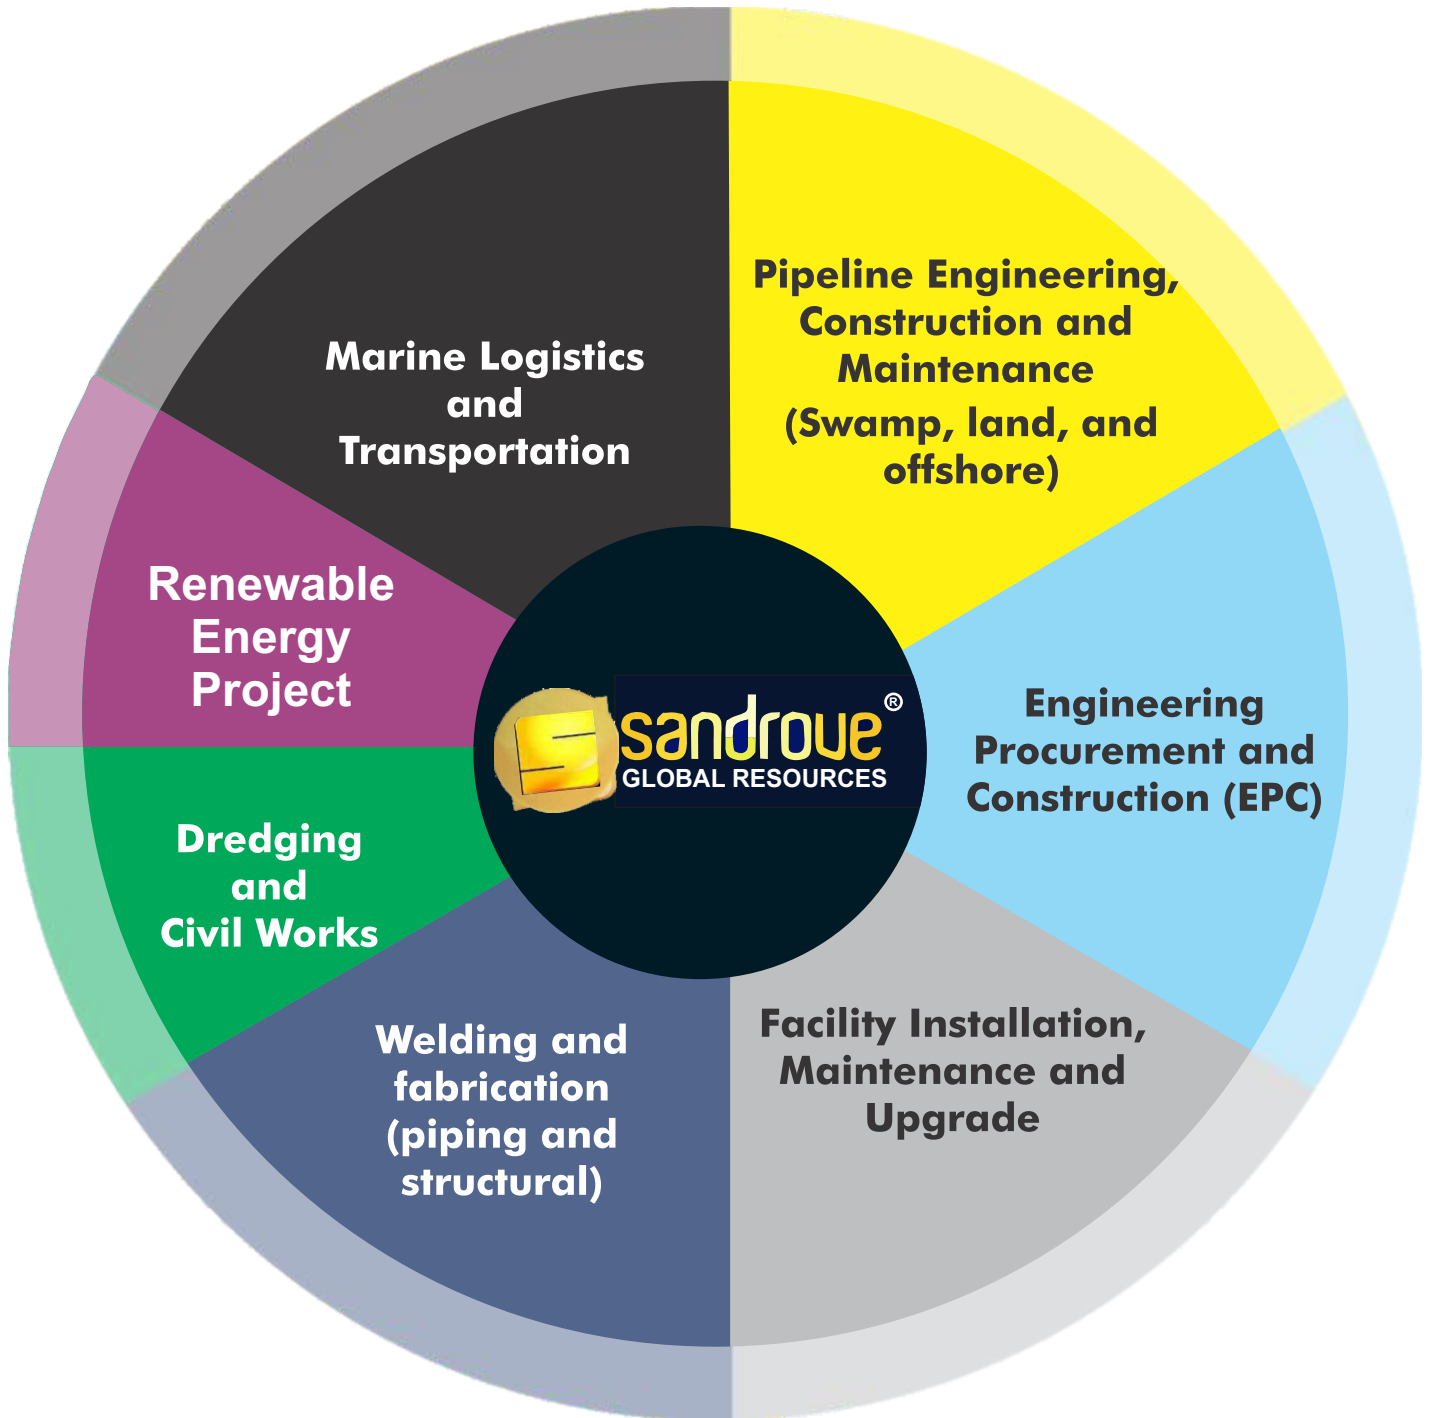 Pipeline Engineering,
Construction and
Maintenance
(Swamp, land, and
offshore)
Marine Logistics
and
Transportation
Renewable
Energy
Project
sandrove®
GLOBAL RESOURCES
Engineering
Procurement and
Construction (EPC)
Dredging
and
Civil Works
Welding and
fabrication
(piping and
structural)
Facility Installation,
Maintenance and
Upgrade